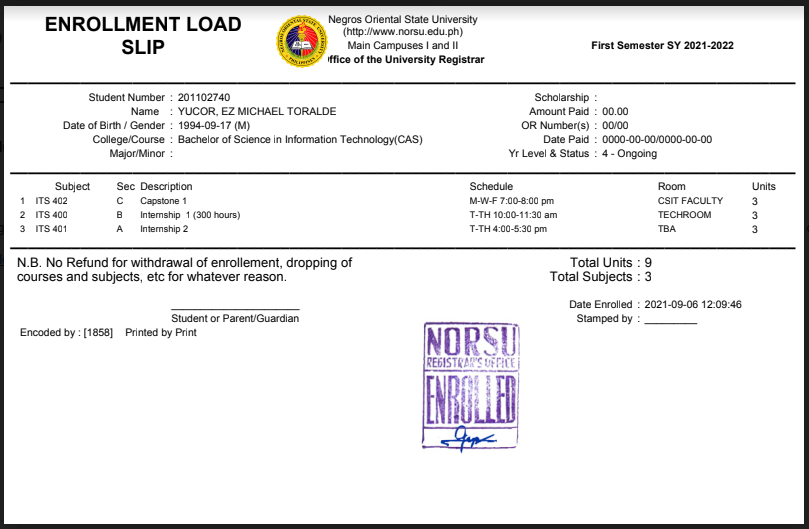 ENROLLMENT LOAD
SLIP
Negros Oriental State University
(http://www.norsu.edu.ph)
Main Campuses I and II
ffice of the University Registrar
First Semester SY 2021-2022
Student Number : 201102740
Name : YUCOR, EZ MICHAEL TORALDE
Date of Birth / Gender : 1994-09-17 (M)
College/Course : Bachelor of Science in Information Technology(CAS)
Major/Minor :
Scholarship :
Amount Paid : 00.00
OR Number(s) : 00/00
Date Paid : 0000-00-00/0000-00-00
Yr Level & Status : 4 - Ongoing
Subject Sec Description Schedule Room Units
1 ITS 402 C Capstone 1 M-W-F 7:00-8:00 pm CSIT FACULTY 3
2 ITS 400 B Internship 1 (300 hours) T-TH 10:00-11:30 am TECHROOM 3
3 ITS 401 A Internship 2 T-TH 4:00-5:30 pm TBA 3
N.B. No Refund for withdrawal of enrollement, dropping of
courses and subjects, etc for whatever reason.
Total Units : 9
Total Subjects : 3
Student or Parent/Guardian
Date Enrolled : 2021-09-06 12:09:46
Stamped by :
Encoded by : [1858] Printed by Print
NORSU
REGISTRAR'S OFFICE
ENROLLED